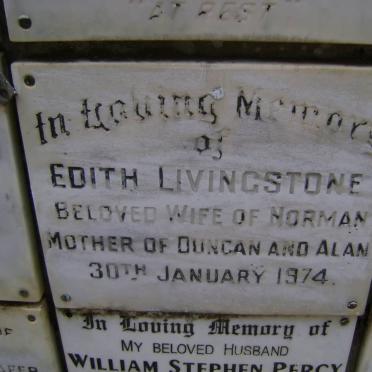 "AT REST"
In Loving Memory
of
EDITH LIVINGSTONE
BELOVED WIFE OF NORMAN
MOTHER OF DUNCAN AND ALAN
30TH JANUARY 1974.
In Loving Memory of
MY BELOVED HUSBAND
WILLIAM STEPHEN PERCY
OF